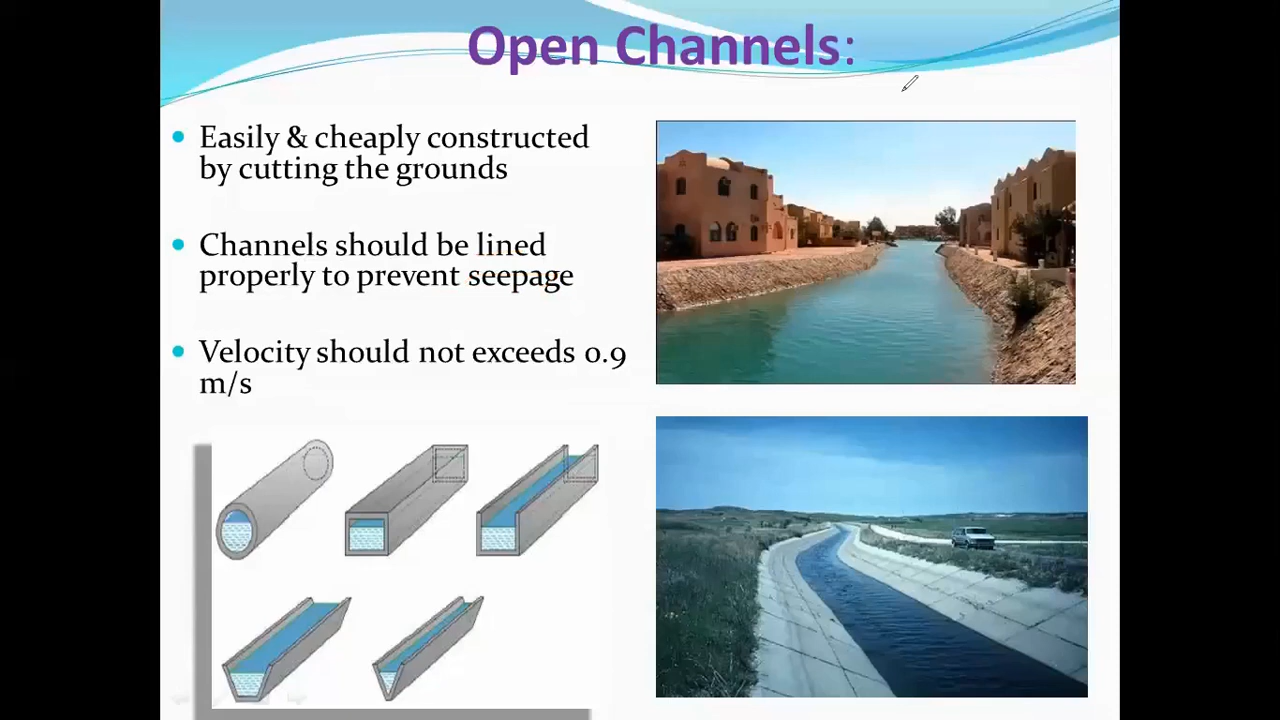 Open Channels:
Easily & cheaply constructed
by cutting the grounds
Channels should be lined
properly to prevent seepage
Velocity should not exceeds 0.9
m/s